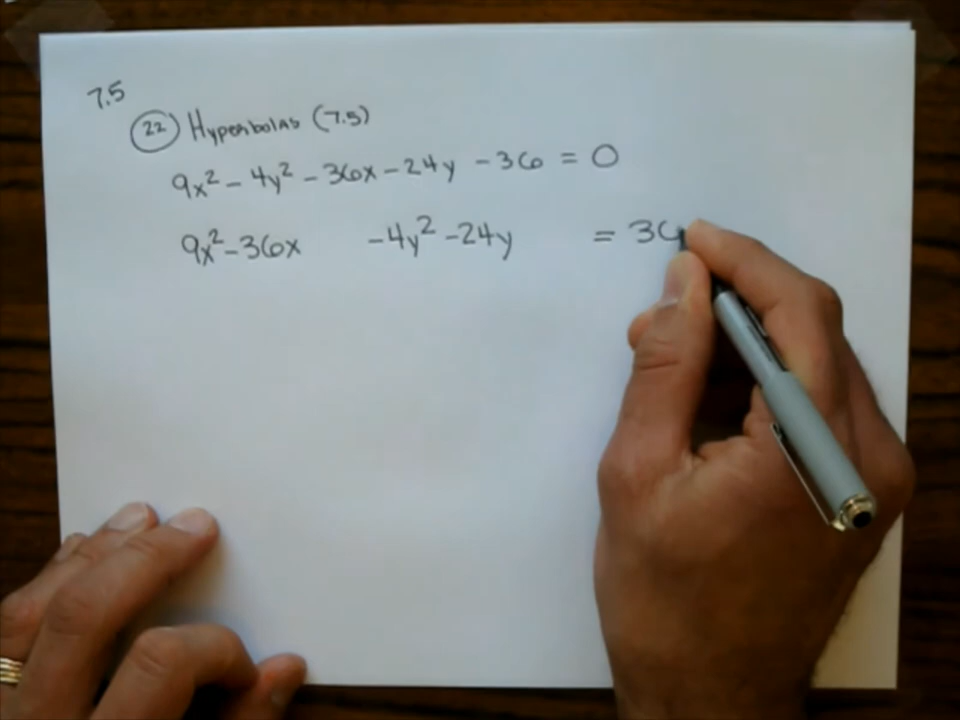 7.5
22 Hyperbolas (7.5)
9x² - 4y² - 36x - 24y - 36 = 0
9x² - 36x - 4y² - 24y = 36